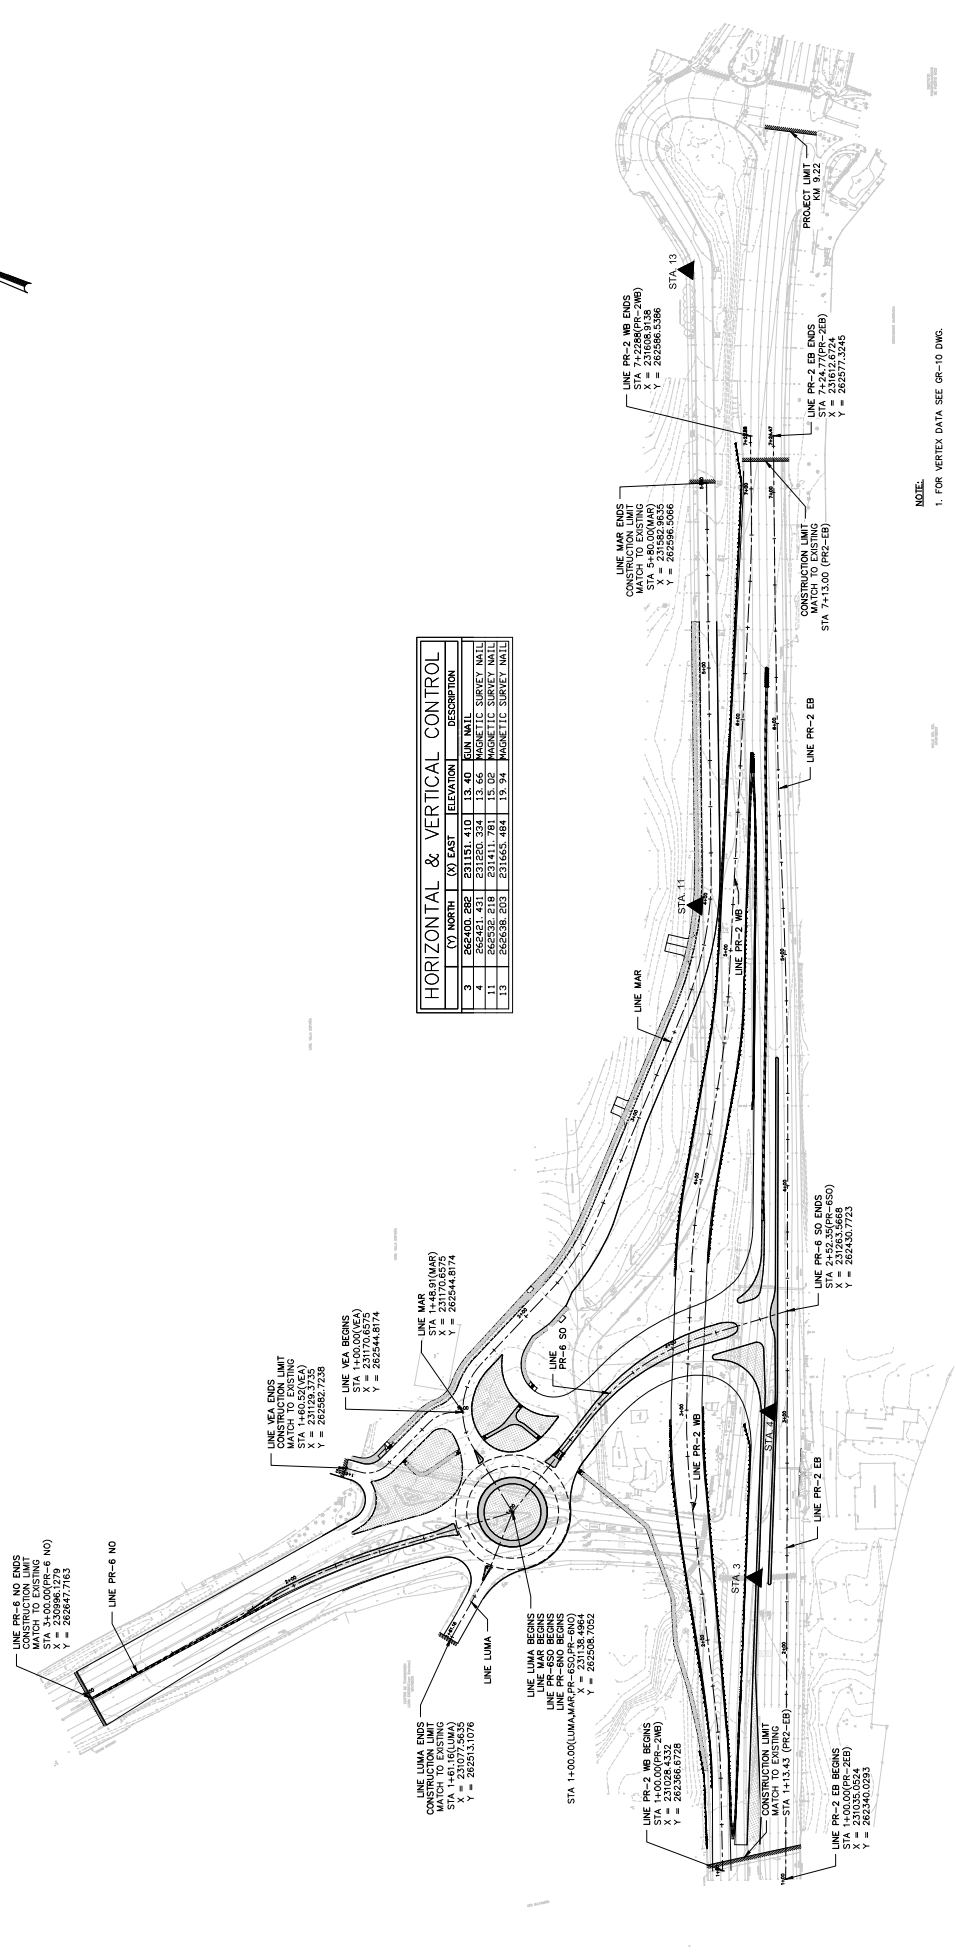 LINE PR-6 NO ENDS
CONSTRUCTION LIMIT
MATCH TO EXISTING
STA 3+00.00(PR-6 NO)
X = 230996.1279
Y = 262647.7163
LINE PR-6 NO
LINE VEA ENDS
CONSTRUCTION LIMIT
MATCH TO EXISTING
STA 1+60.52(VEA)
X = 231129.3735
Y = 262582.7238
LINE VEA BEGINS
STA 1+00.00(VEA)
X = 231170.6575
Y = 262544.8174
LINE MAR
STA 1+48.91(MAR)
X = 231170.6575
Y = 262544.8174
HORIZONTAL & VERTICAL CONTROL
(Y) NORTH (X) EAST ELEVATION DESCRIPTION
3 262400.282 231151.410 13.40 GUN NAIL
4 262421.431 231220.334 13.66 MAGNETIC SURVEY NAIL
11 262532.218 231411.781 15.02 MAGNETIC SURVEY NAIL
13 262638.203 231665.484 19.94 MAGNETIC SURVEY NAIL
LINE LUMA ENDS
CONSTRUCTION LIMIT
MATCH TO EXISTING
STA 1+61.16(LUMA)
X = 231077.5635
Y = 262513.1076
LINE LUMA
LINE LUMA BEGINS
LINE MAR BEGINS
LINE PR-6SO BEGINS
LINE PR-6NO BEGINS
STA 1+00.00(LUMA,MAR,PR-6SO,PR-6NO)
X = 231138.4964
Y = 262508.7052
LINE
PR-6 SO
LINE MAR
LINE MAR ENDS
CONSTRUCTION LIMIT
MATCH TO EXISTING
STA 5+80.00(MAR)
X = 231582.9635
Y = 262596.5066
LINE PR-2 WB ENDS
STA 7+2288(PR-2WB)
X = 231608.9138
Y = 262586.5386
STA. 13
STA. 11
LINE PR-2 WB BEGINS
STA 1+00.00(PR-2WB)
X = 231028.4332
Y = 262366.6728
LINE PR-2 WB
LINE PR-2 WB
STA. 3
STA. 4
CONSTRUCTION LIMIT
MATCH TO EXISTING
STA 1+13.43 (PR2-EB)
LINE PR-2 EB BEGINS
STA 1+00.00(PR-2EB)
X = 231035.0524
Y = 262340.0293
LINE PR-2 EB
LINE PR-6 SO ENDS
STA 2+52.35(PR-6SO)
X = 231263.5668
Y = 262430.7723
LINE PR-2 EB
CONSTRUCTION LIMIT
MATCH TO EXISTING
STA 7+13.00 (PR2-EB)
LINE PR-2 EB ENDS
STA 7+24.77(PR-2EB)
X = 231612.6724
Y = 262577.3245
PROJECT LIMIT
KM 9.22
NOTE:
1. FOR VERTEX DATA SEE GR-10 DWG.